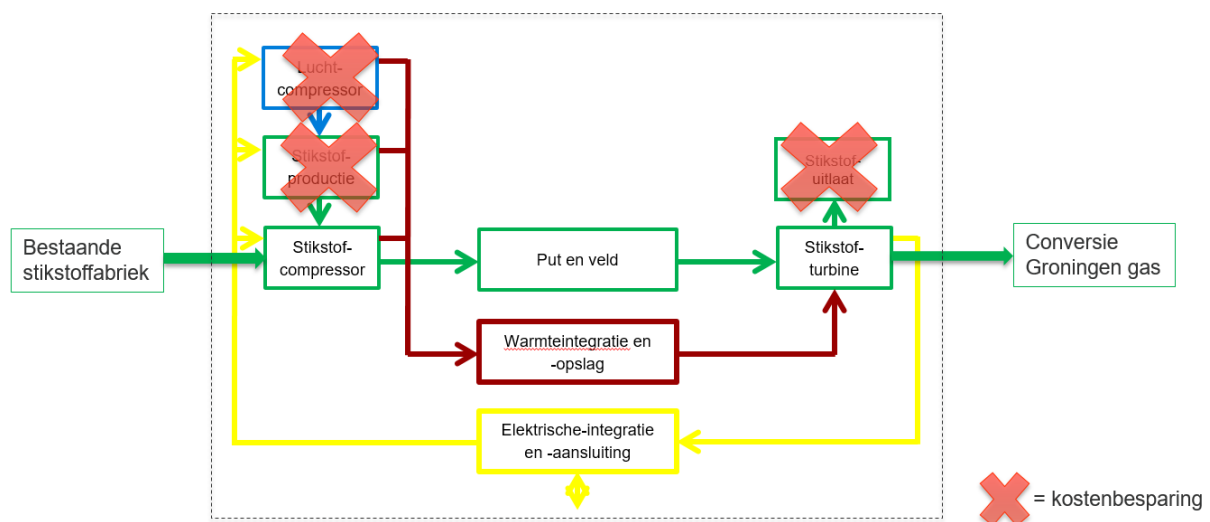 Lucht-
compressor
Stikstof-
productie
Stikstof-
uitlaat
Bestaande
stikstoffabriek
Stikstof-
compressor
Put en veld
Stikstof-
turbine
Conversie
Groningen gas
Warmteintegratie en
-opslag
Elektrische-integratie
en -aansluiting
= kostenbesparing